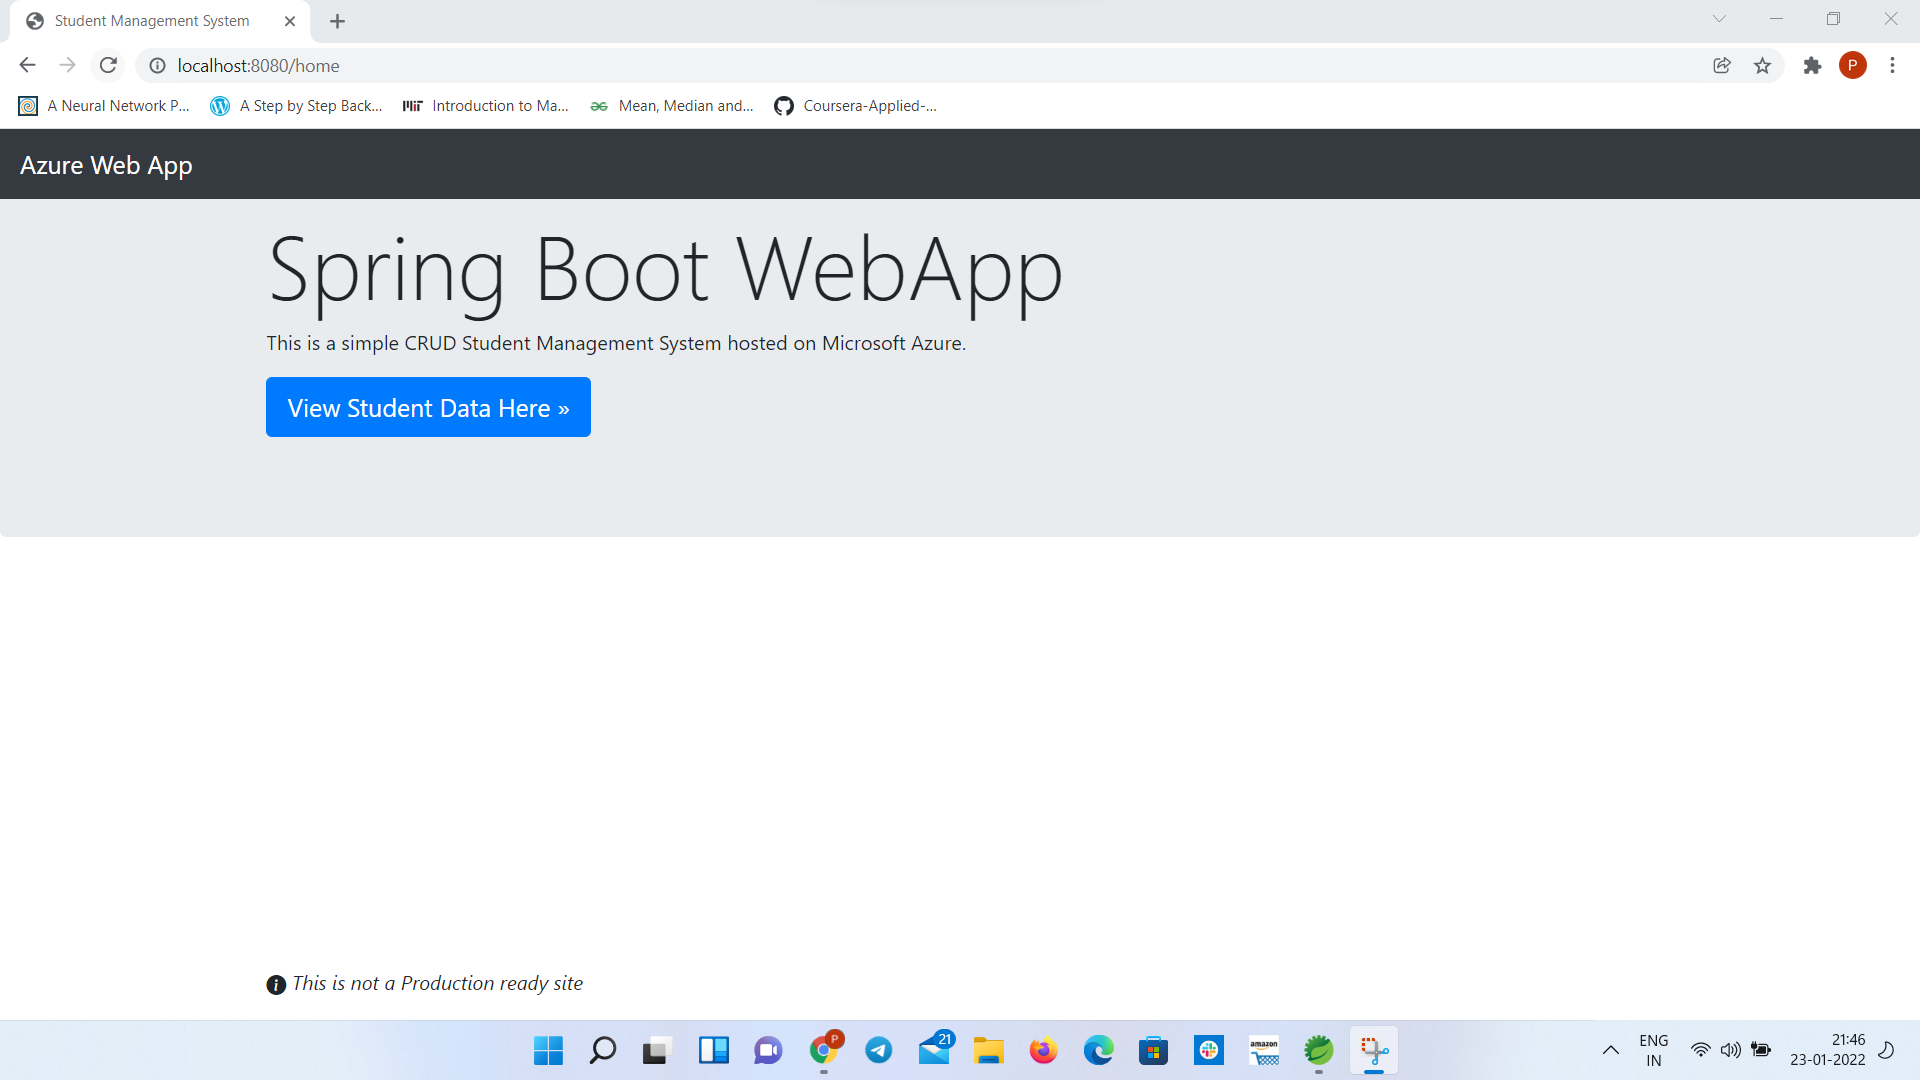 Student Management System
localhost:8080/home
P
A Neural Network P...
A Step by Step Back...
Introduction to Ma...
Mean, Median and...
Coursera-Applied-...
Azure Web App
Spring Boot WebApp
This is a simple CRUD Student Management System hosted on Microsoft Azure.
View Student Data Here »
This is not a Production ready site
P
21
amazon
ENG
IN
21:46
23-01-2022